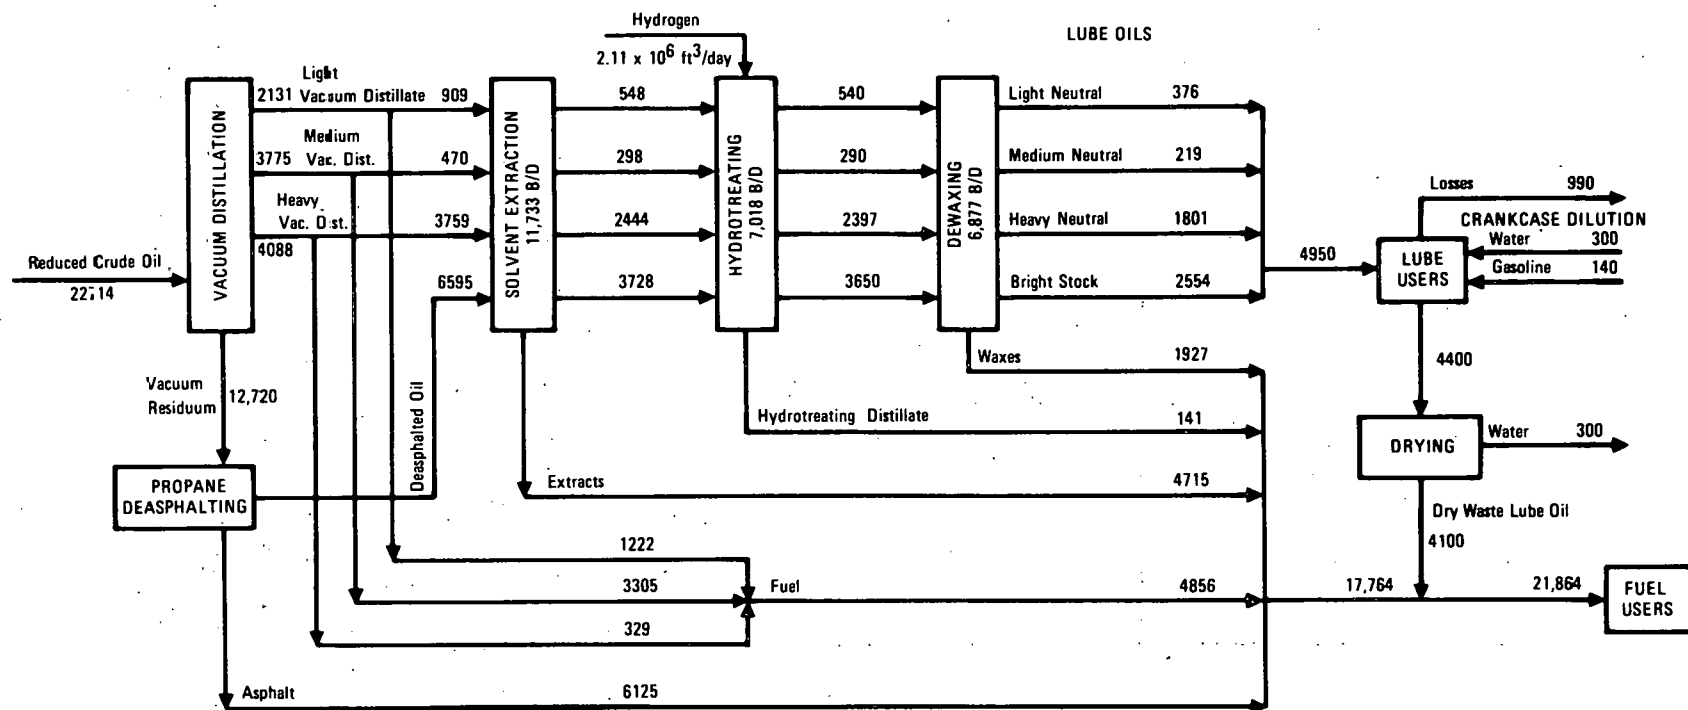 Hydrogen
2.11 x 10⁶ ft³/day
LUBE OILS
Light
2131 Vacuum Distillate 909
548
540
Light Neutral 376
Medium
3775 Vac. Dist. 470
298
290
Medium Neutral 219
Heavy
Vac. Dist. 3759
4088
2444
2397
Heavy Neutral 1801
Reduced Crude Oil
22,714
VACUUM DISTILLATION
6595
SOLVENT EXTRACTION
11,733 B/D
3728
HYDROTREATING
7,018 B/D
3650
DEWAXING
6,877 B/D
Bright Stock 2554
4950
Losses 990
CRANKCASE DILUTION
Water 300
Gasoline 140
LUBE
USERS
4400
Vacuum
Residuum
12,720
Deasphalted Oil
Waxes 1927
Hydrotreating Distillate 141
DRYING
Water 300
PROPANE
DEASPHALTING
Extracts 4715
Dry Waste Lube Oil
4100
1222
3305
Fuel 4856
17,764
21,864
FUEL
USERS
329
Asphalt 6125